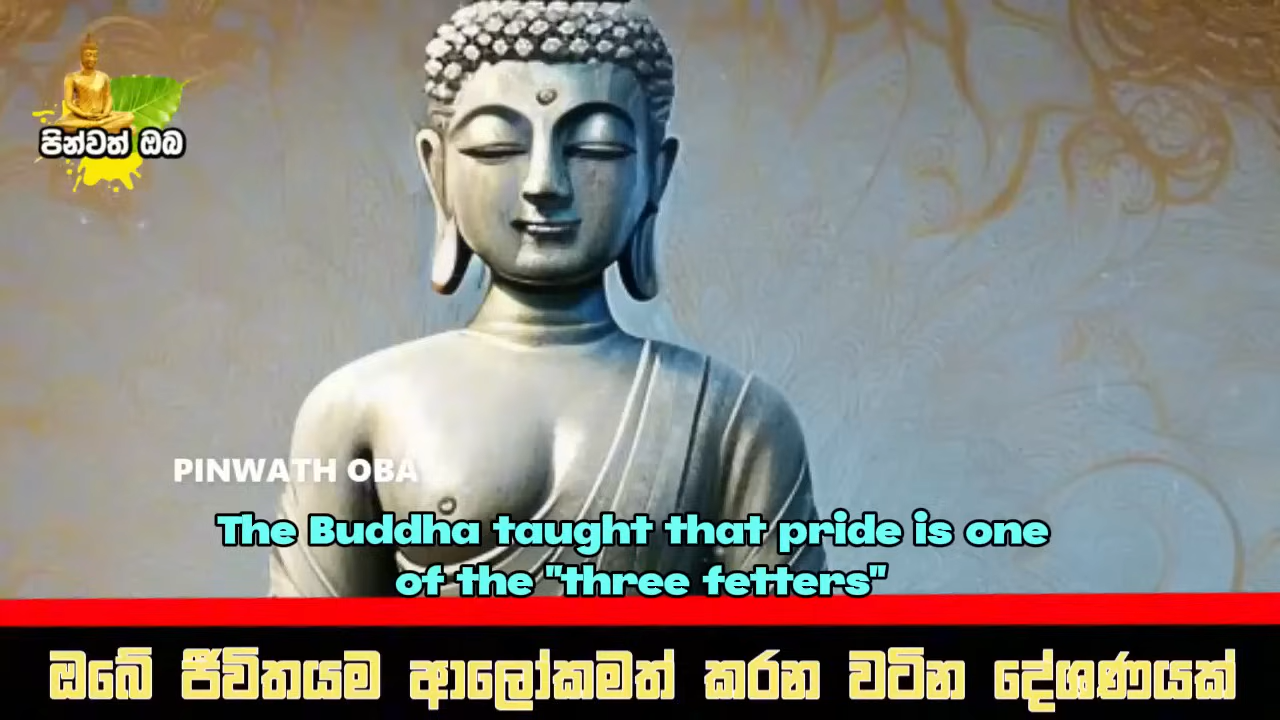 පින්වත් ඔබ
PINWATH OBA
The Buddha taught that pride is one
of the "three fetters"
ඔබේ ජීවිතයම ආලෝකමත් කරන වටින දේශණයක්